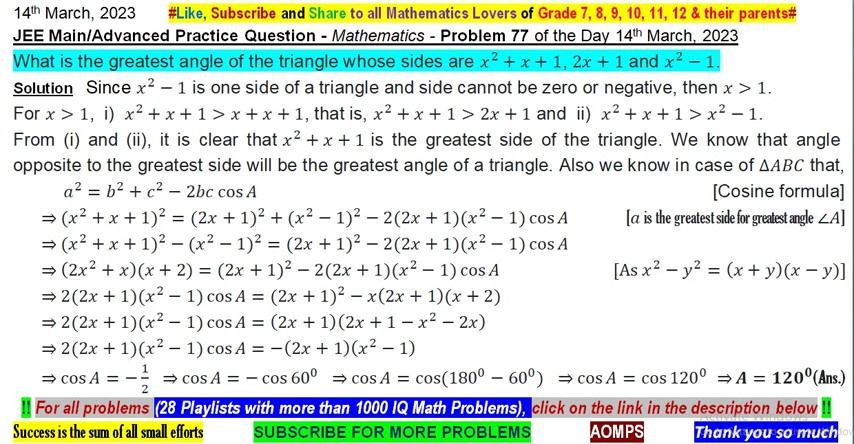 14th March, 2023 #Like, Subscribe and Share to all Mathematics Lovers of Grade 7, 8, 9, 10, 11, 12 & their parents#
JEE Main/Advanced Practice Question - Mathematics - Problem 77 of the Day 14th March, 2023
What is the greatest angle of the triangle whose sides are x² + x + 1, 2x + 1 and x² − 1.
Solution Since x² − 1 is one side of a triangle and side cannot be zero or negative, then x > 1.
For x > 1, i) x² + x + 1 > x + x + 1, that is, x² + x + 1 > 2x + 1 and ii) x² + x + 1 > x² − 1.
From (i) and (ii), it is clear that x² + x + 1 is the greatest side of the triangle. We know that angle
opposite to the greatest side will be the greatest angle of a triangle. Also we know in case of ΔABC that,
a² = b² + c² − 2bc cos A [Cosine formula]
⇒ (x² + x + 1)² = (2x + 1)² + (x² − 1)² − 2(2x + 1)(x² − 1) cos A [a is the greatest side for greatest angle ∠A]
⇒ (x² + x + 1)² − (x² − 1)² = (2x + 1)² − 2(2x + 1)(x² − 1) cos A
⇒ (2x² + x)(x + 2) = (2x + 1)² − 2(2x + 1)(x² − 1) cos A [As x² − y² = (x + y)(x − y)]
⇒ 2(2x + 1)(x² − 1) cos A = (2x + 1)² − x(2x + 1)(x + 2)
⇒ 2(2x + 1)(x² − 1) cos A = (2x + 1)(2x + 1 − x² − 2x)
⇒ 2(2x + 1)(x² − 1) cos A = −(2x + 1)(x² − 1)
⇒ cos A = −1/2 ⇒ cos A = − cos 60⁰ ⇒ cos A = cos(180⁰ − 60⁰) ⇒ cos A = cos 120⁰ ⇒ A = 120⁰(Ans.)
!! For all problems (28 Playlists with more than 1000 IQ Math Problems), click on the link in the description below !!
Success is the sum of all small efforts SUBSCRIBE FOR MORE PROBLEMS AOMPS Thank you so much